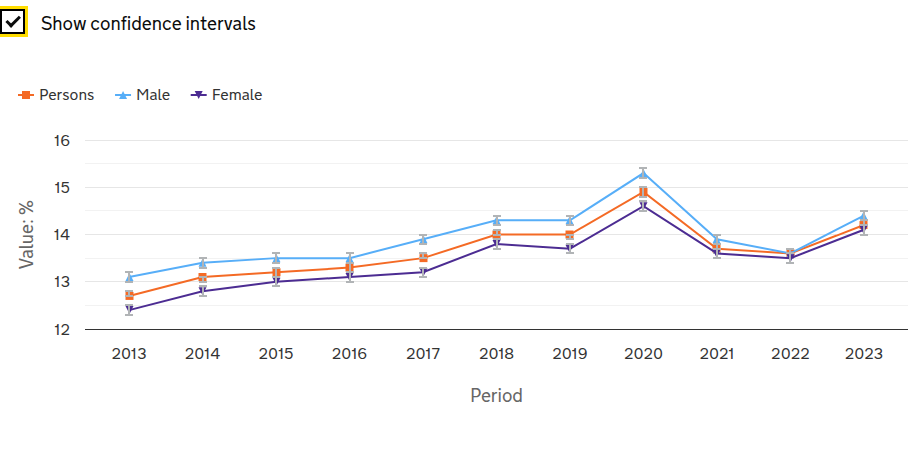 Show confidence intervals
Persons Male Female
16
15
14
13
12
Value: %
2013 2014 2015 2016 2017 2018 2019 2020 2021 2022 2023
Period